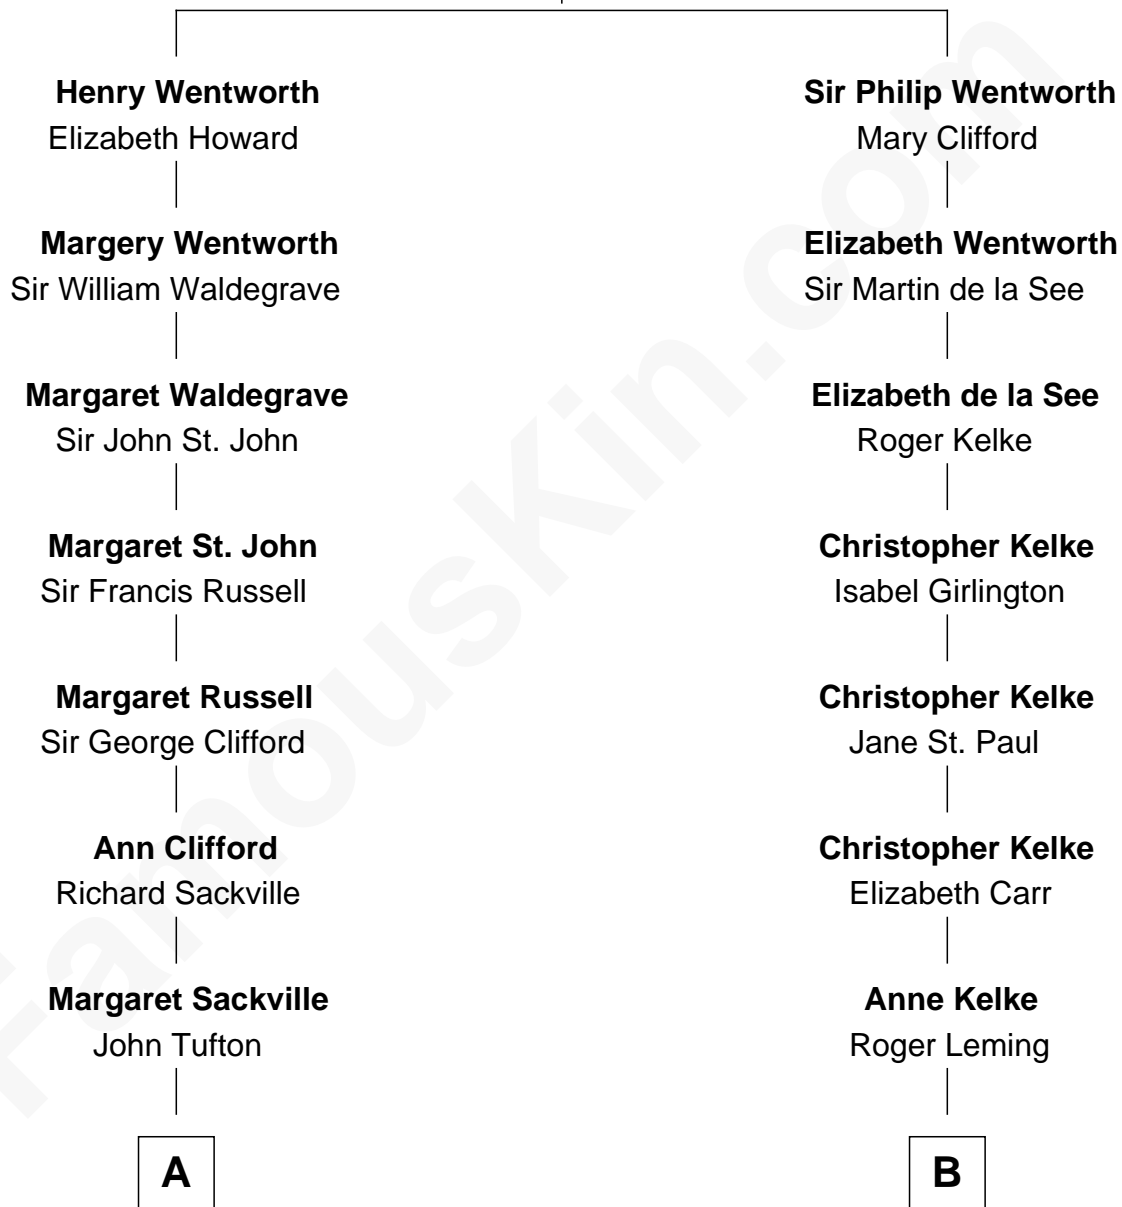 Henry Wentworth
Elizabeth Howard
Margery Wentworth
Sir William Waldegrave
Margaret Waldegrave
Sir John St. John
Margaret St. John
Sir Francis Russell
Margaret Russell
Sir George Clifford
Ann Clifford
Richard Sackville
Margaret Sackville
John Tufton
A
Sir Philip Wentworth
Mary Clifford
Elizabeth Wentworth
Sir Martin de la See
Elizabeth de la See
Roger Kelke
Christopher Kelke
Isabel Girlington
Christopher Kelke
Jane St. Paul
Christopher Kelke
Elizabeth Carr
Anne Kelke
Roger Leming
B
FamousKin.com